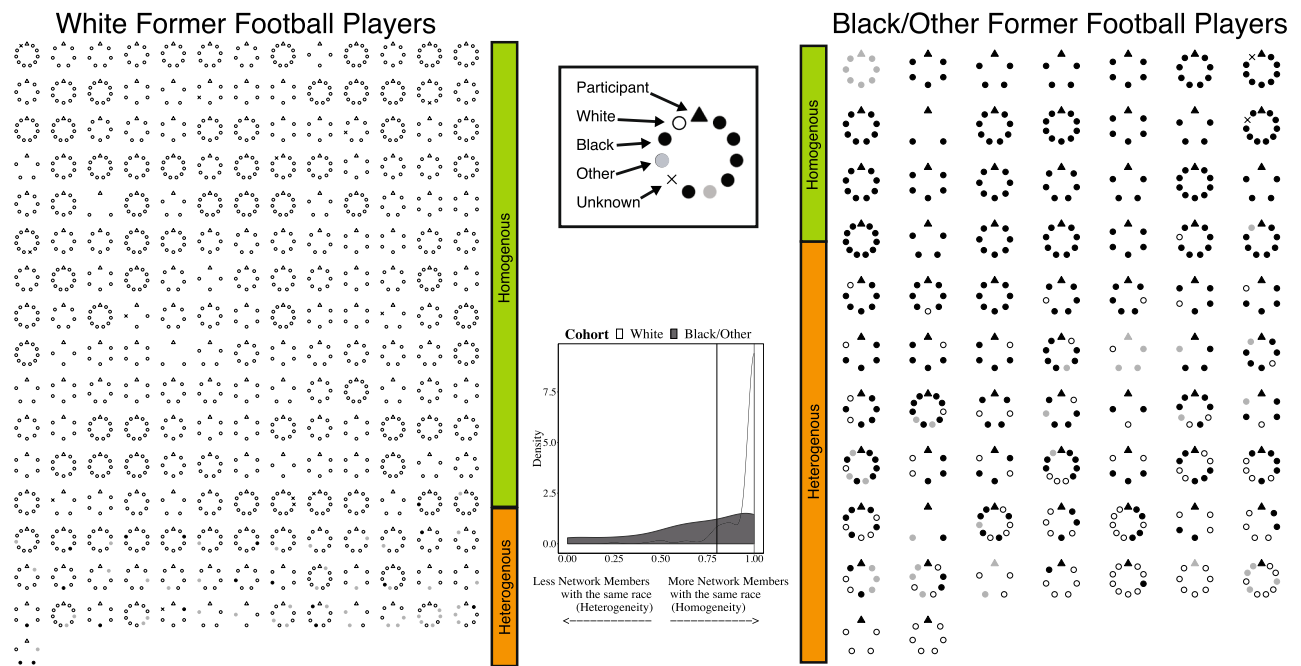 White Former Football Players
Black/Other Former Football Players
Homogenous
Heterogenous
Participant
White
Black
Other
Unknown
Cohort White Black/Other
Density
7.5
5.0
2.5
0.0
0.00 0.25 0.50 0.75 1.00
Less Network Members
with the same race
(Heterogeneity)
<--------------
More Network Members
with the same race
(Homogeneity)
-------------->
Homogenous
Heterogenous